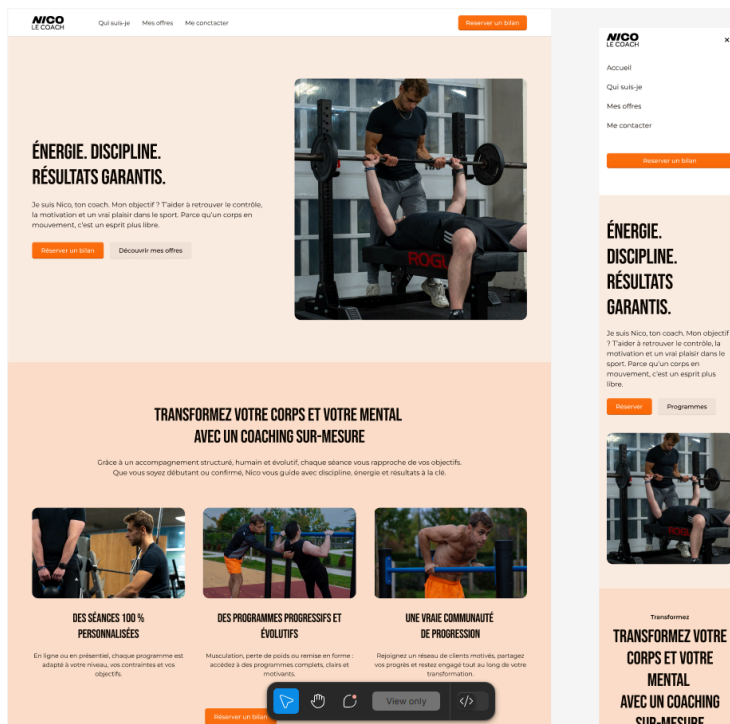 NICO
LE COACH
Qui suis-je
Mes offres
Me conctacter
Réserver un bilan
ÉNERGIE. DISCIPLINE.
RÉSULTATS GARANTIS.
Je suis Nico, ton coach. Mon objectif ? T'aider à retrouver le contrôle,
la motivation et un vrai plaisir dans le sport. Parce qu'un corps en
mouvement, c'est un esprit plus libre.
Réserver un bilan
Découvrir mes offres
ROGU
TRANSFORMEZ VOTRE CORPS ET VOTRE MENTAL
AVEC UN COACHING SUR-MESURE
Grâce à un accompagnement structuré, humain et évolutif, chaque séance vous rapproche de vos objectifs.
Que vous soyez débutant ou confirmé, Nico vous guide avec discipline, énergie et résultats à la clé.
DES SÉANCES 100 %
PERSONNALISÉES
En ligne ou en présentiel, chaque programme est
adapté à votre niveau, vos contraintes et vos
objectifs.
DES PROGRAMMES PROGRESSIFS ET
ÉVOLUTIFS
Musculation, perte de poids ou remise en forme :
accédez à des programmes complets, clairs et
motivants.
UNE VRAIE COMMUNAUTÉ
DE PROGRESSION
Rejoignez un réseau de clients motivés, partagez
vos progrès et restez engagé tout au long de votre
transformation.
Réserver un bilan
View only
NICO
LE COACH
Accueil
Qui suis-je
Mes offres
Me contacter
Réserver un bilan
ÉNERGIE.
DISCIPLINE.
RÉSULTATS
GARANTIS.
Je suis Nico, ton coach. Mon objectif
? T'aider à retrouver le contrôle, la
motivation et un vrai plaisir dans le
sport. Parce qu'un corps en
mouvement, c'est un esprit plus
libre.
Réserver
Programmes
ROGU
Transformez
TRANSFORMEZ VOTRE
CORPS ET VOTRE
MENTAL
AVEC UN COACHING
SUR-MESURE